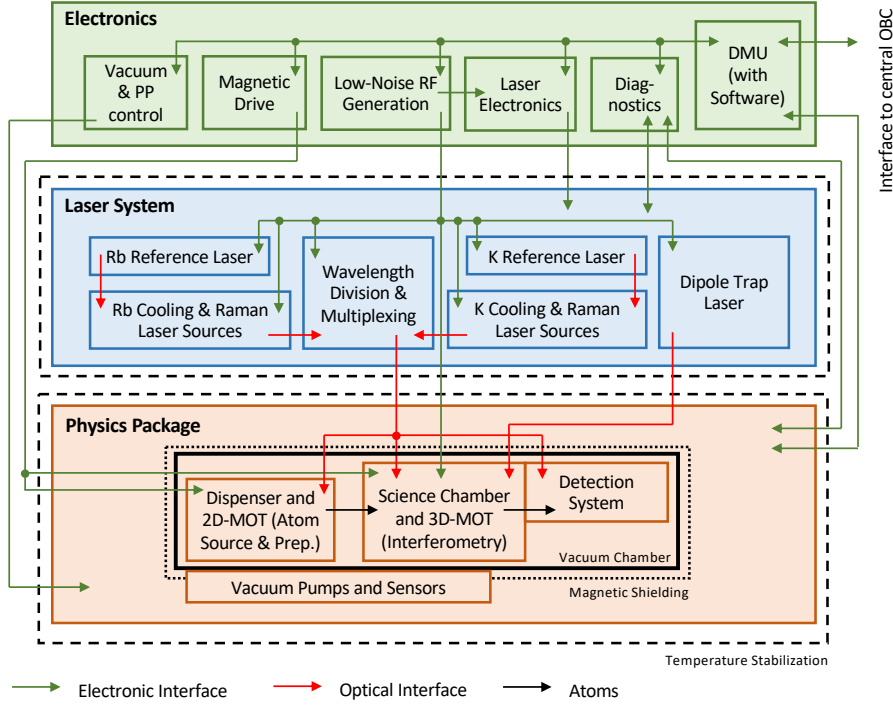 Electronics
Vacuum
& PP
control
Magnetic
Drive
Low-Noise RF
Generation
Laser
Electronics
Diag-
nostics
DMU
(with
Software)
Interface to central OBC
Laser System
Rb Reference Laser
Rb Cooling & Raman
Laser Sources
Wavelength
Division &
Multiplexing
K Reference Laser
K Cooling & Raman
Laser Sources
Dipole Trap
Laser
Physics Package
Dispenser and
2D-MOT (Atom
Source & Prep.)
Science Chamber
and 3D-MOT
(Interferometry)
Detection
System
Vacuum Chamber
Vacuum Pumps and Sensors
Magnetic Shielding
Temperature Stabilization
Electronic Interface
Optical Interface
Atoms